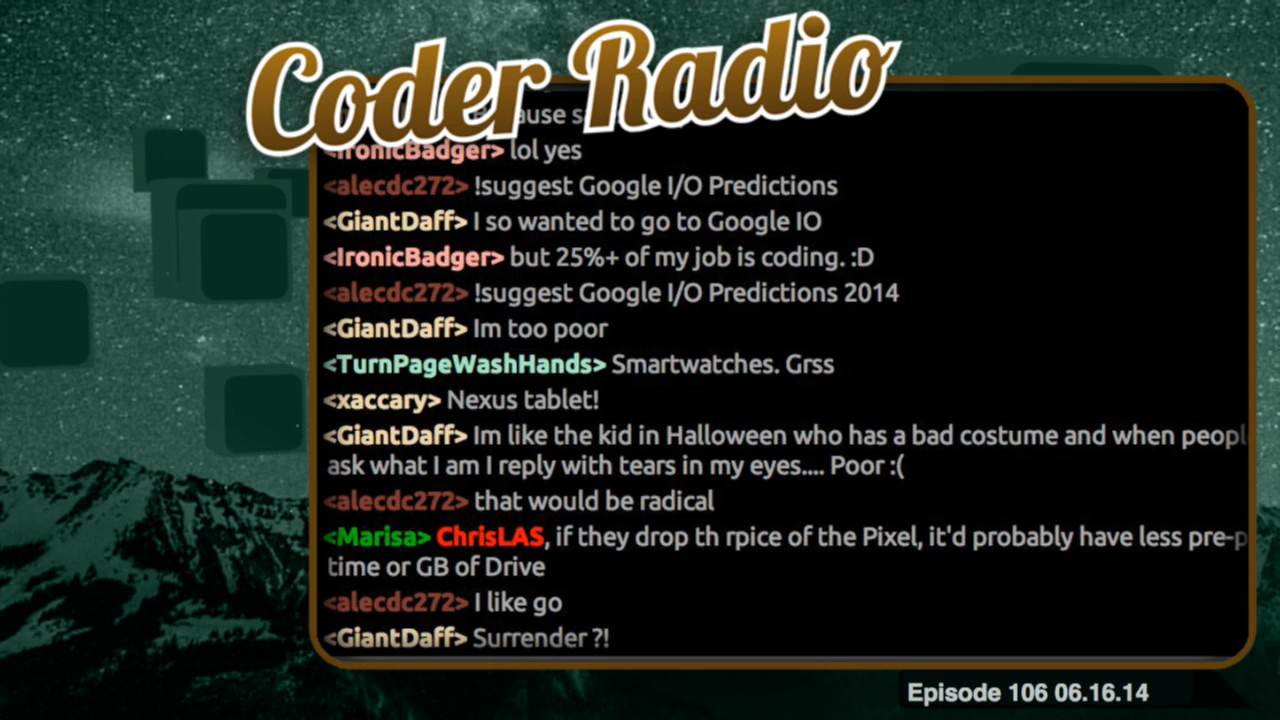 Coder Radio
<IronicBadger> lol yes
<alecdc272> !suggest Google I/O Predictions
<GiantDaff> I so wanted to go to Google IO
<IronicBadger> but 25%+ of my job is coding. :D
<alecdc272> !suggest Google I/O Predictions 2014
<GiantDaff> Im too poor
<TurnPageWashHands> Smartwatches. Grss
<xaccary> Nexus tablet!
<GiantDaff> Im like the kid in Halloween who has a bad costume and when peopl
ask what I am I reply with tears in my eyes.... Poor :(
<alecdc272> that would be radical
<Marisa> ChrisLAS, if they drop th rpice of the Pixel, it'd probably have less pre-p
time or GB of Drive
<alecdc272> I like go
<GiantDaff> Surrender ?!
Episode 106 06.16.14